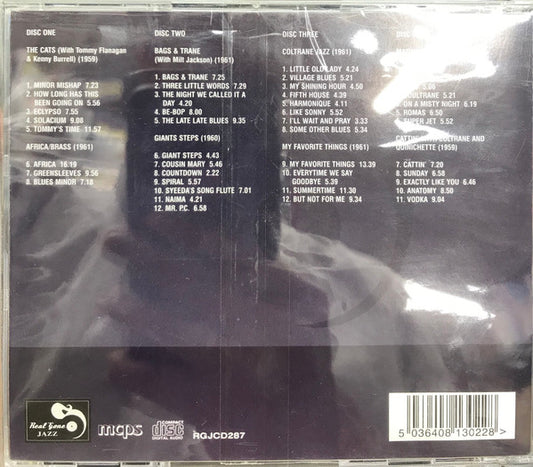 DISC ONE
THE CATS (With Tommy Flanagan
& Kenny Burrell) (1959)
1. MINOR MISHAP 7.23
2. HOW LONG HAS THIS
BEEN GOING ON 5.56
3. ECLYPSO 7.55
4. SOLACIUM 9.08
5. TOMMY'S TIME 11.57
AFRICA/BRASS (1961)
6. AFRICA 16.19
7. GREENSLEEVES 9.56
8. BLUES MINOR 7.18
DISC TWO
BAGS & TRANE
(With Milt Jackson) (1961)
1. BAGS & TRANE 7.25
2. THREE LITTLE WORDS 7.29
3. THE NIGHT WE CALLED IT A
DAY 4.20
4. BE-BOP 8.00
5. THE LATE LATE BLUES 9.35
GIANTS STEPS (1960)
6. GIANT STEPS 4.43
7. COUSIN MARY 5.46
8. COUNTDOWN 2.22
9. SPIRAL 5.57
10. SYEEDA'S SONG FLUTE 7.01
11. NAIMA 4.21
12. MR. P.C. 6.58
DISC THREE
COLTRANE JAZZ (1961)
1. LITTLE OLD LADY 4.24
2. VILLAGE BLUES 5.21
3. MY SHINING HOUR 4.50
4. FIFTH HOUSE 4.39
5. HARMONIQUE 4.11
6. LIKE SONNY 5.52
7. I'LL WAIT AND PRAY 3.33
8. SOME OTHER BLUES 5.34
MY FAVORITE THINGS (1961)
9. MY FAVORITE THINGS 13.39
10. EVERYTIME WE SAY
GOODBYE 5.39
11. SUMMERTIME 11.31
12. BUT NOT FOR ME 9.34
DISC
ON A MISTY NIGHT 6.19
ROMAS 6.50
SUPER JET 5.52
COLTRANE AND
QUINICHETTE (1959)
7. CATTIN' 7.20
8. SUNDAY 6.58
9. EXACTLY LIKE YOU 6.46
10. ANATOMY 8.50
11. VODKA 9.04
Real Gone
JAZZ
mcps
COMPACT
disc
DIGITAL AUDIO
RGJCD287
5 036408 130228 >